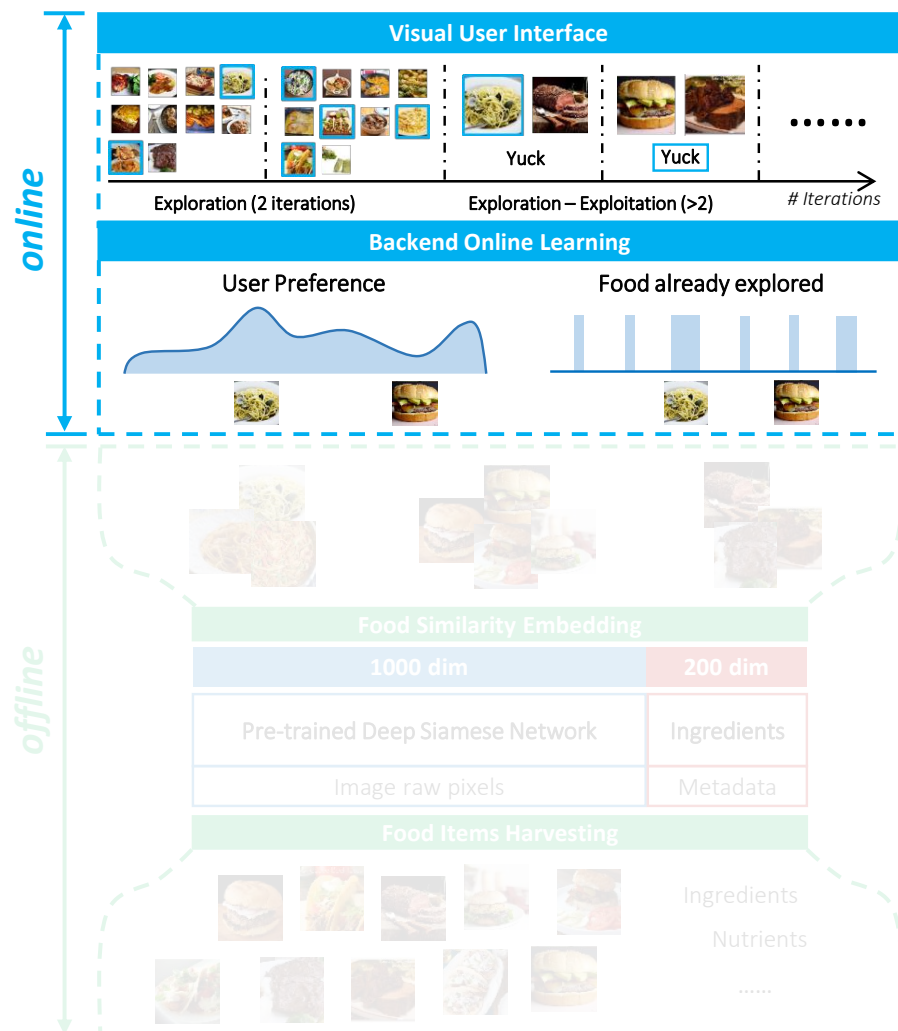 Visual User Interface
Yuck
Yuck
......
Exploration (2 iterations)
Exploration – Exploitation (>2)
# Iterations
online
Backend Online Learning
User Preference
Food already explored
offline
Food Similarity Embedding
1000 dim
200 dim
Pre-trained Deep Siamese Network
Ingredients
Image raw pixels
Metadata
Food Items Harvesting
Ingredients
Nutrients
......